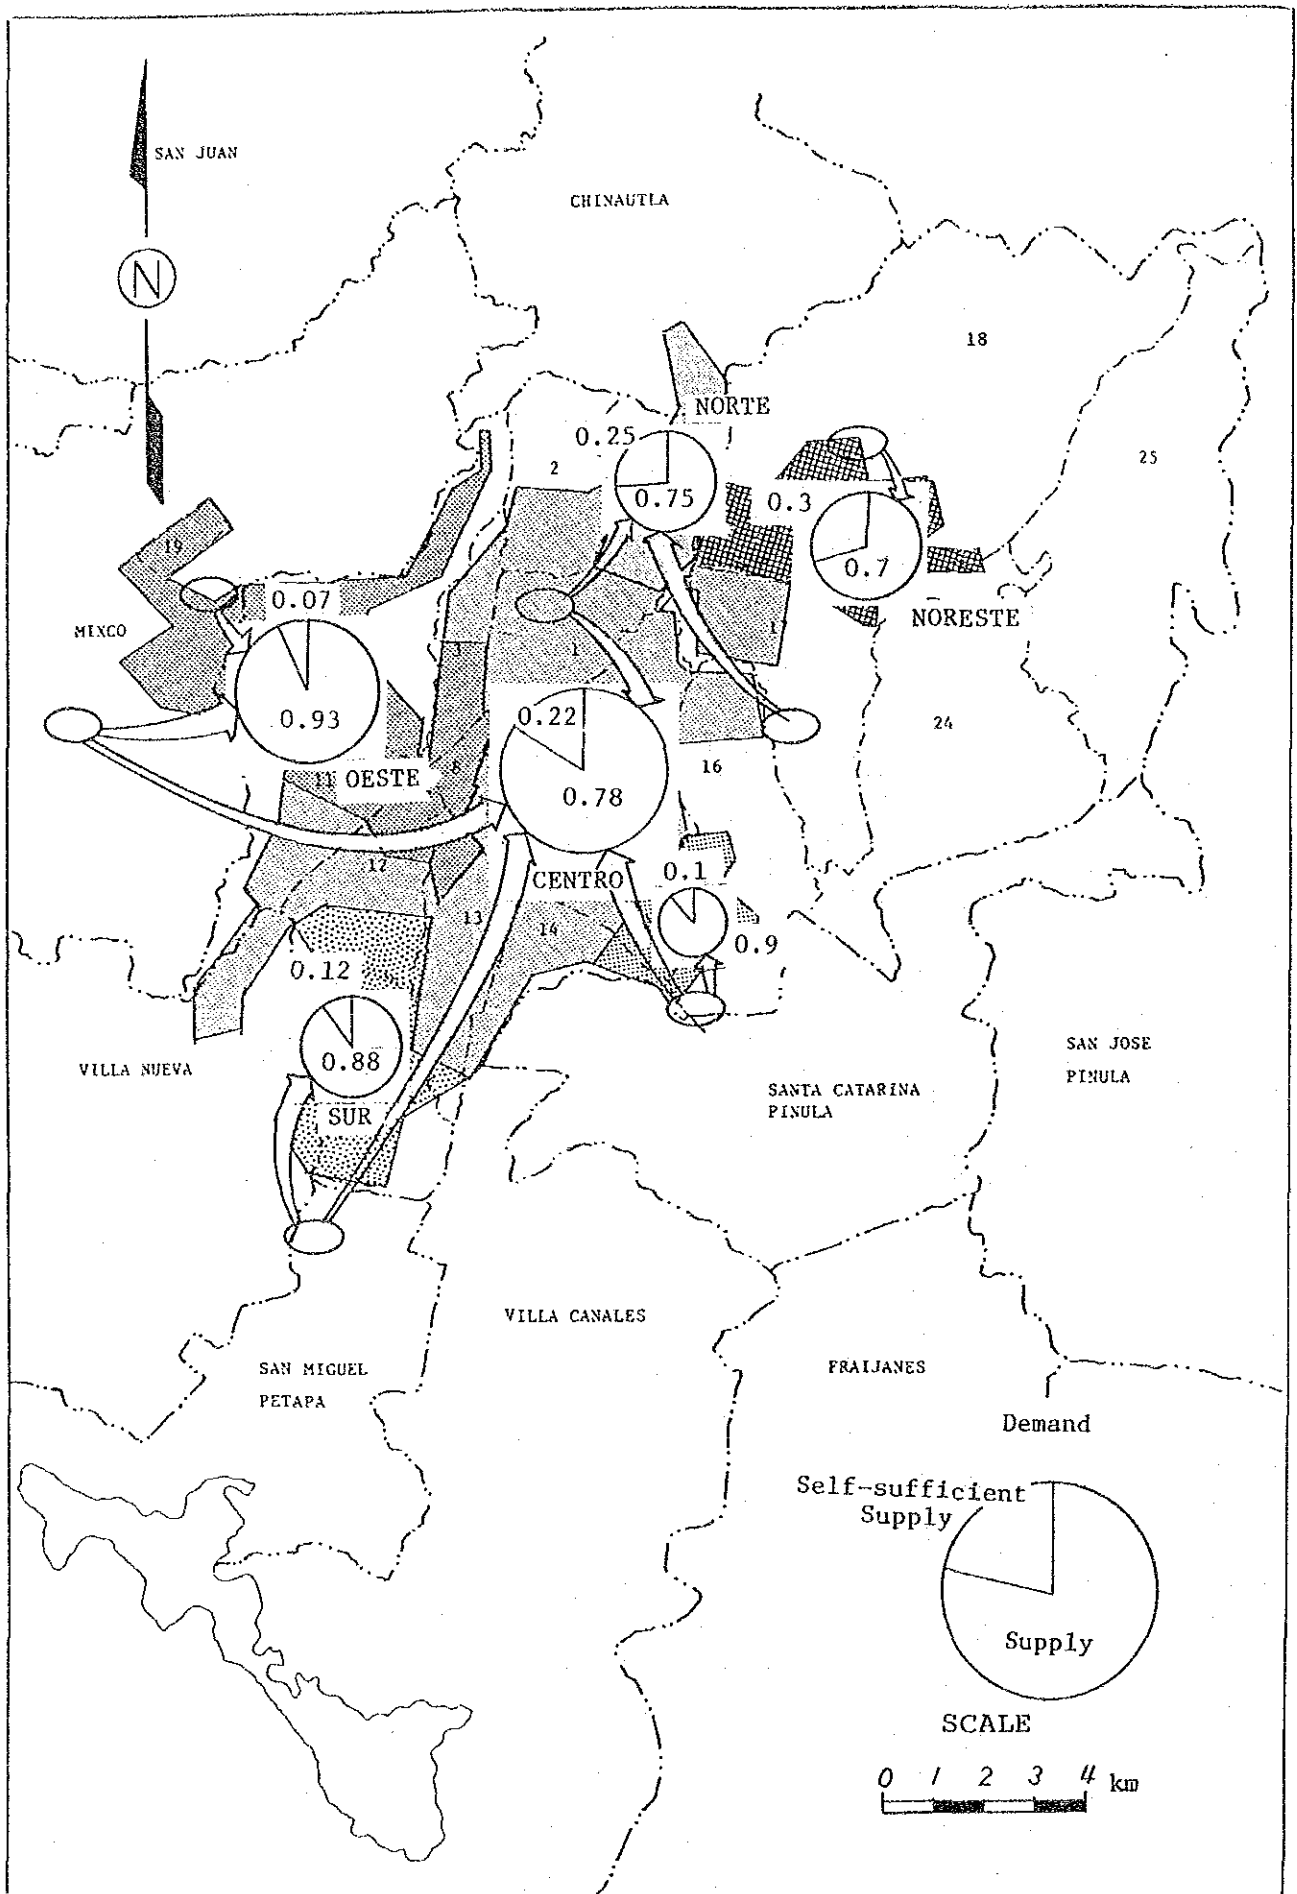 SAN JUAN
CHINAUTLA
N
18
NORTE
0.25
2
25
0.75
0.3
19
0.7
0.07
NORESTE
MIXCO
3
1
1
0.93
0.22
24
8
16
11
OESTE
0.78
12
CENTRO
0.1
13
14
0.9
0.12
SAN JOSE
PINULA
0.88
VILLA NUEVA
SANTA CATARINA
PINULA
SUR
VILLA CANALES
SAN MIGUEL
PETAPA
FRAIJANES
Demand
Self-sufficient
Supply
Supply
SCALE
0 1 2 3 4 km